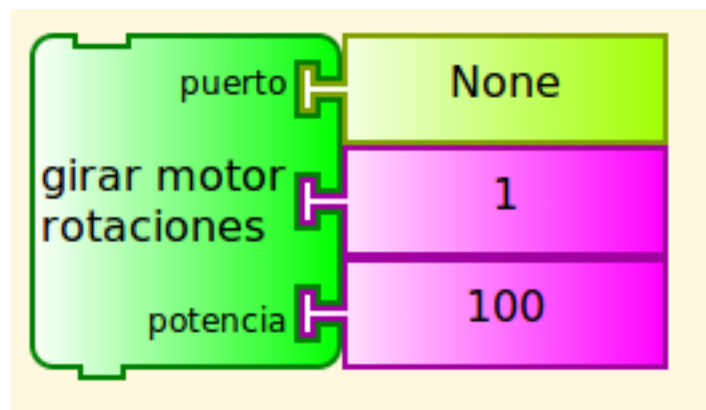 puerto
None
girar motor
rotaciones
1
potencia
100